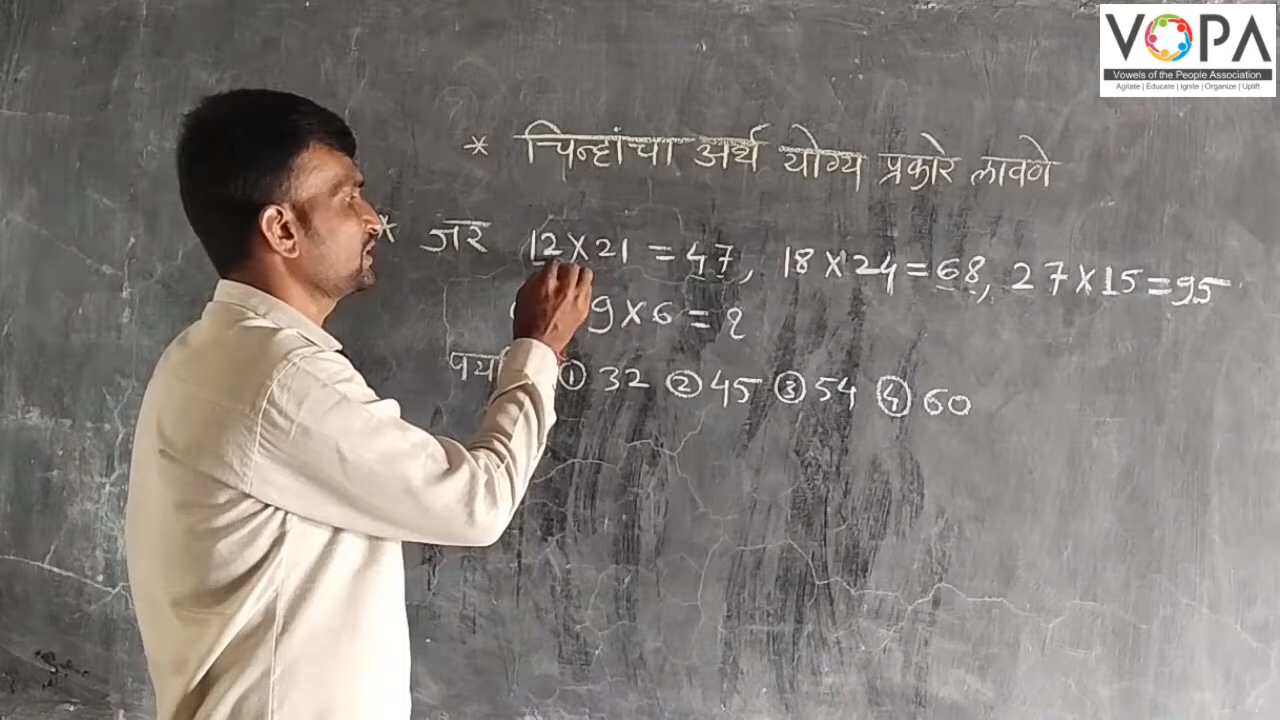 VOPA
Vowels of the People Association
Agitate | Educate | Ignite | Organize | Uplift
* चिन्हांचा अर्थ योग्य प्रकारे लावणे
* जर 12 × 21 = 47, 18 × 24 = 68, 27 × 15 = 95
9 × 6 = ?
① 32 ② 45 ③ 54 ④ 60